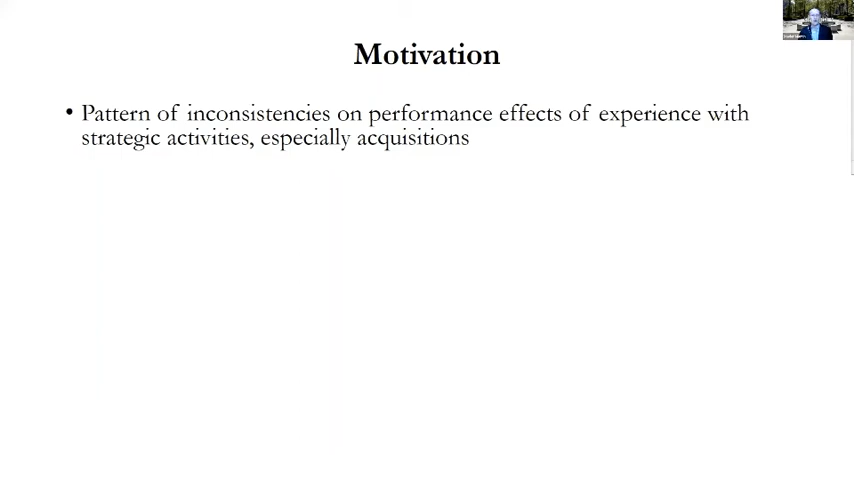 Motivation
• Pattern of inconsistencies on performance effects of experience with
strategic activities, especially acquisitions